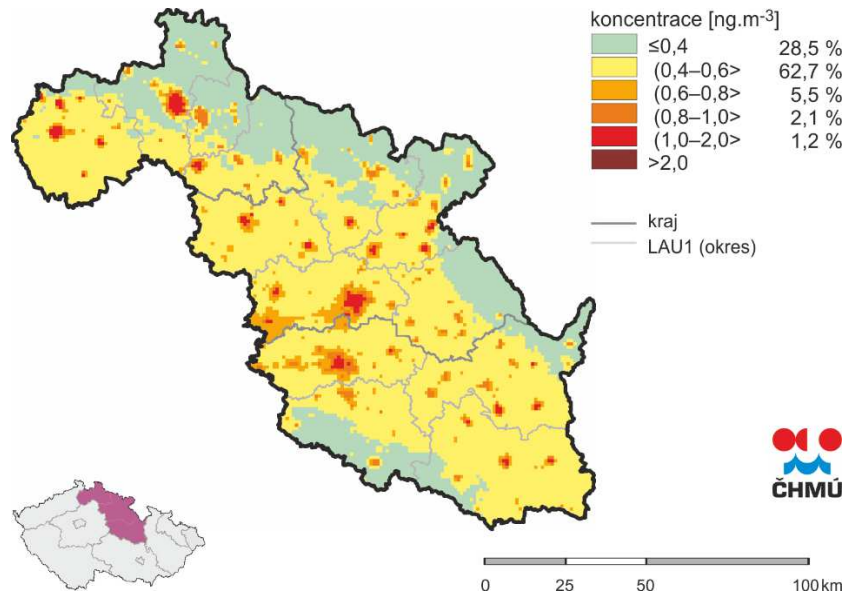 koncentrace [ng.m-3]
≤0,4 28,5 %
(0,4–0,6> 62,7 %
(0,6–0,8> 5,5 %
(0,8–1,0> 2,1 %
(1,0–2,0> 1,2 %
>2,0
kraj
LAU1 (okres)
ČHMÚ
0 25 50 100 km